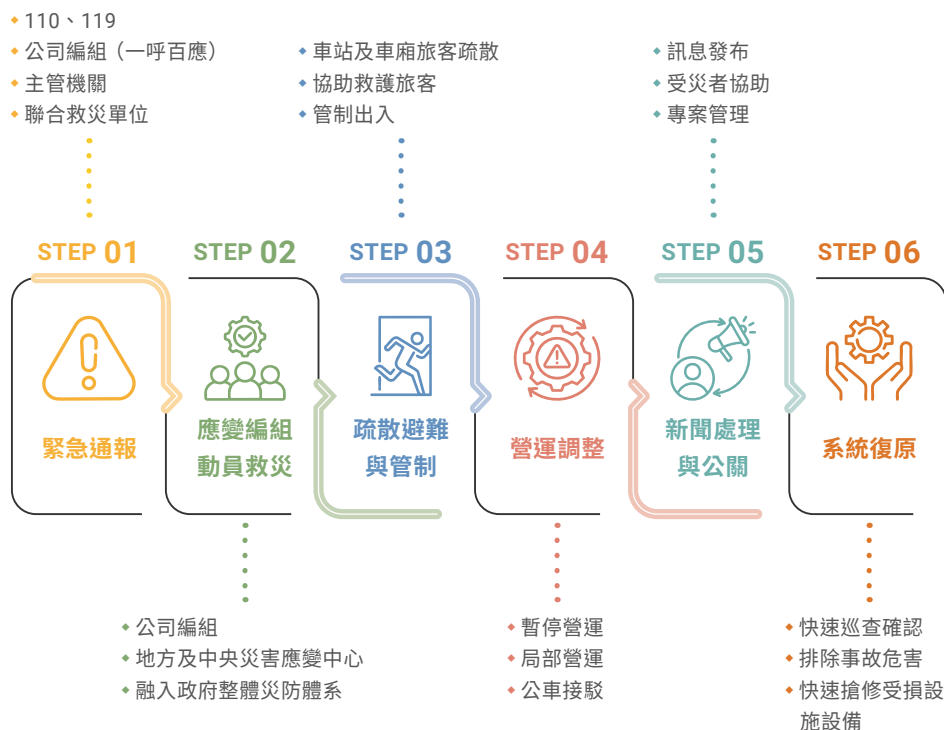 110、119
公司編組（一呼百應）
主管機關
聯合救災單位
車站及車廂旅客疏散
協助救護旅客
管制出入
訊息發布
受災者協助
專案管理
STEP 01
STEP 02
STEP 03
STEP 04
STEP 05
STEP 06
緊急通報
應變編組
動員救災
疏散避難
與管制
營運調整
新聞處理
與公關
系統復原
公司編組
地方及中央災害應變中心
融入政府整體災防體系
暫停營運
局部營運
公車接駁
快速巡查確認
排除事故危害
快速搶修受損設
施設備